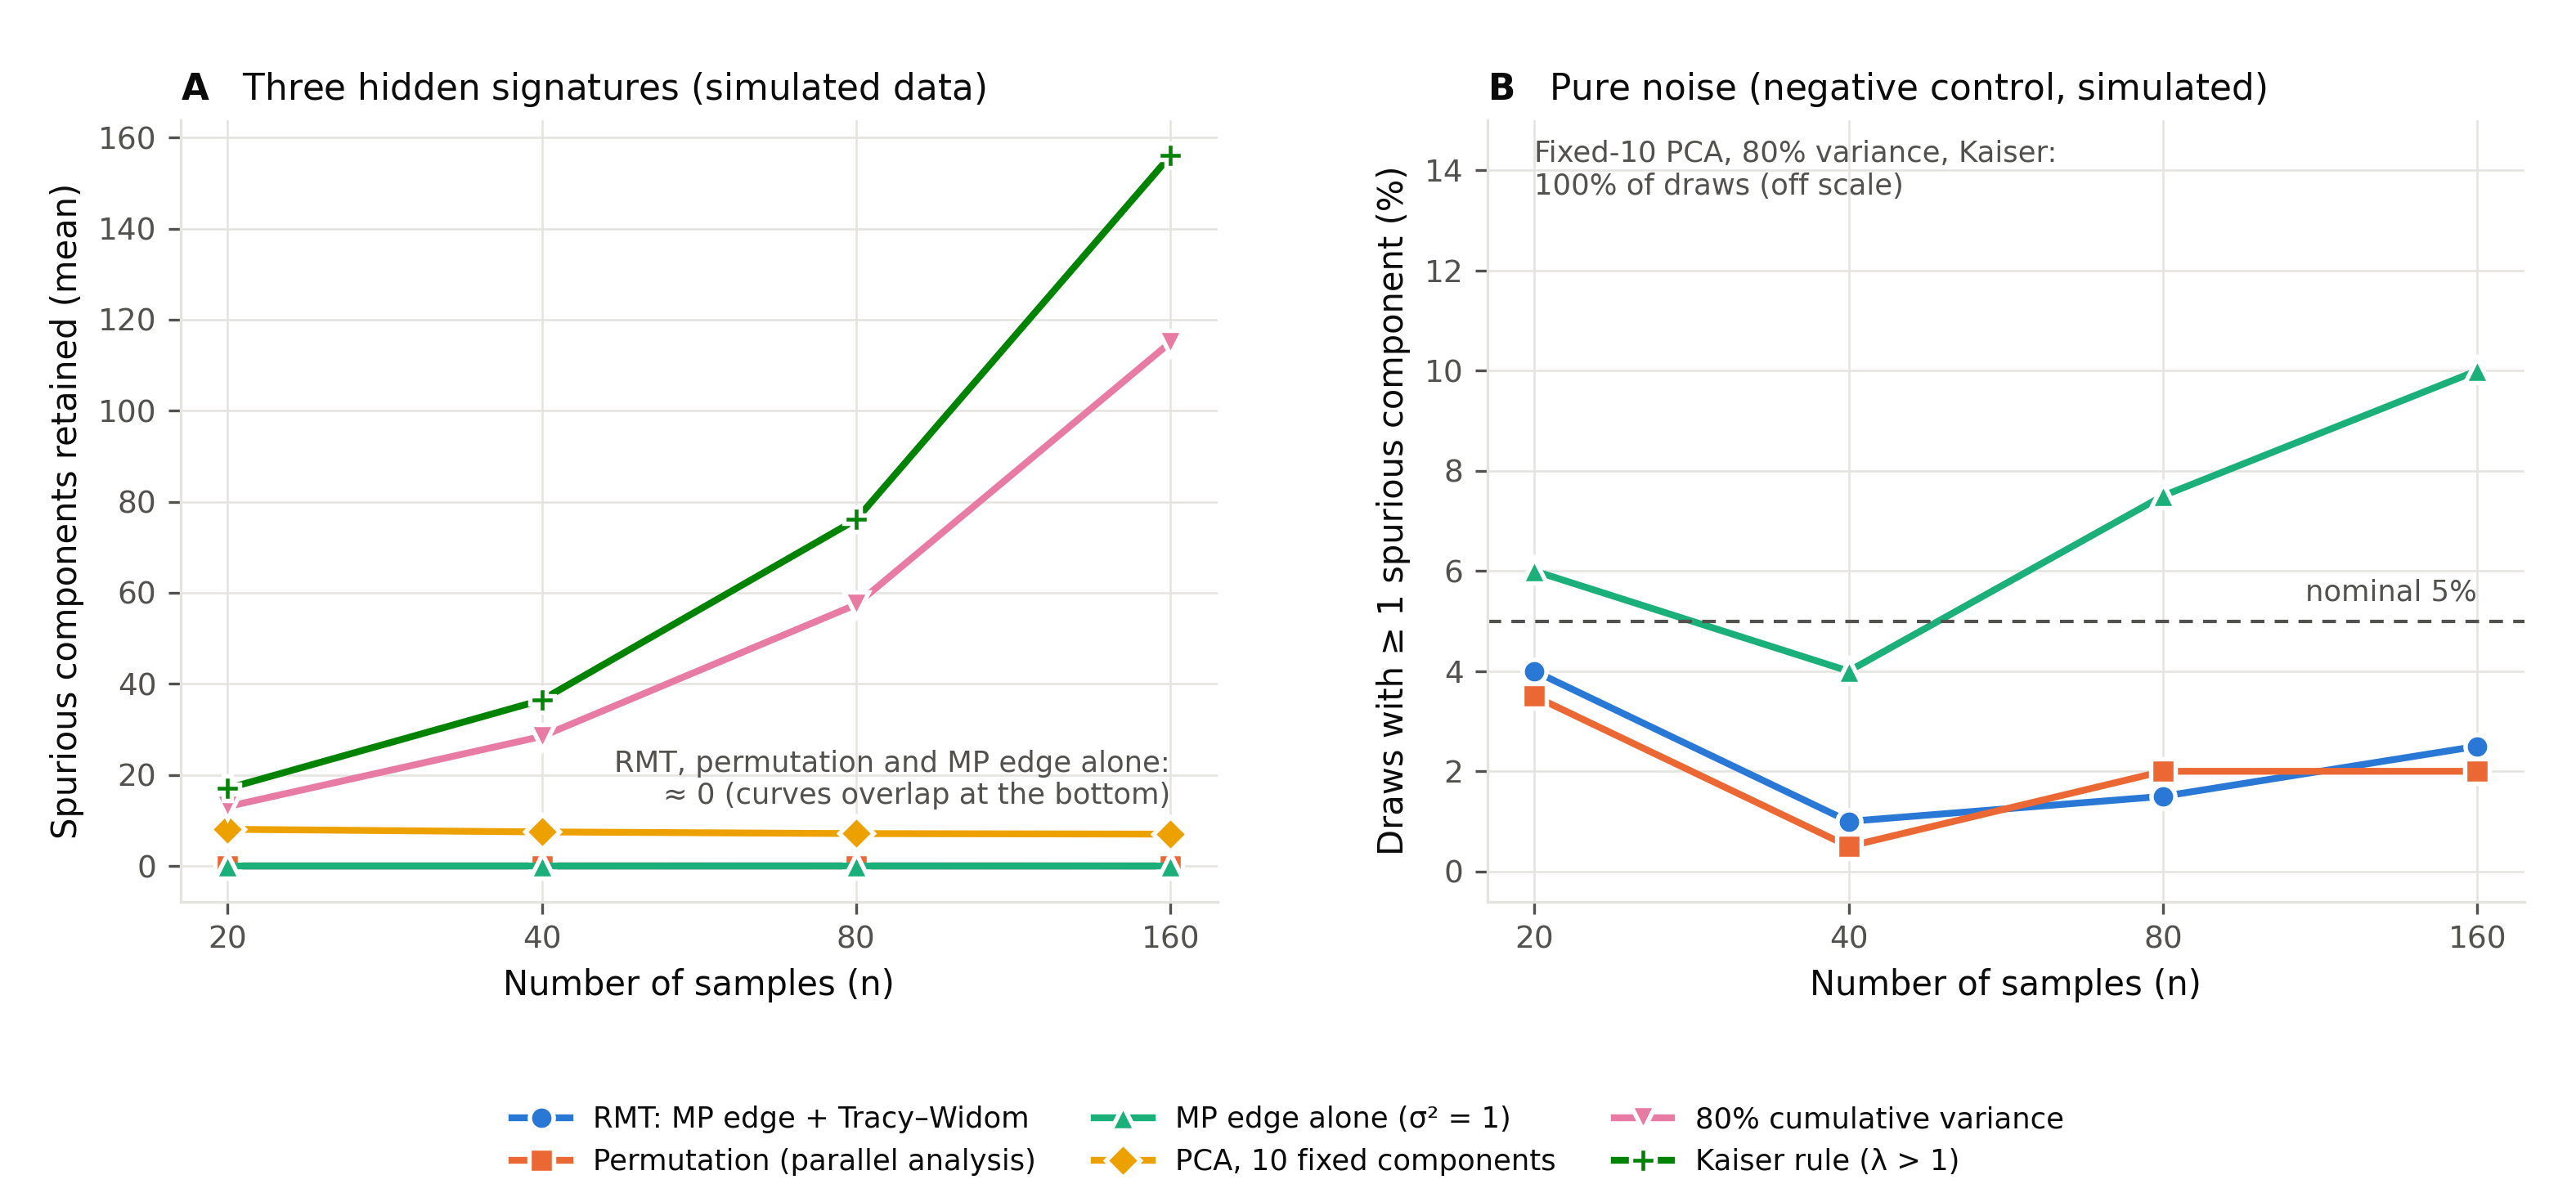 A Three hidden signatures (simulated data)
Spurious components retained (mean)
160
140
120
100
80
60
40
20
0
RMT, permutation and MP edge alone:
≈ 0 (curves overlap at the bottom)
20 40 80 160
Number of samples (n)
B Pure noise (negative control, simulated)
Draws with ≥ 1 spurious component (%)
14
12
10
8
6
4
2
0
Fixed-10 PCA, 80% variance, Kaiser:
100% of draws (off scale)
nominal 5%
20 40 80 160
Number of samples (n)
RMT: MP edge + Tracy–Widom
Permutation (parallel analysis)
MP edge alone (σ² = 1)
PCA, 10 fixed components
80% cumulative variance
Kaiser rule (λ > 1)